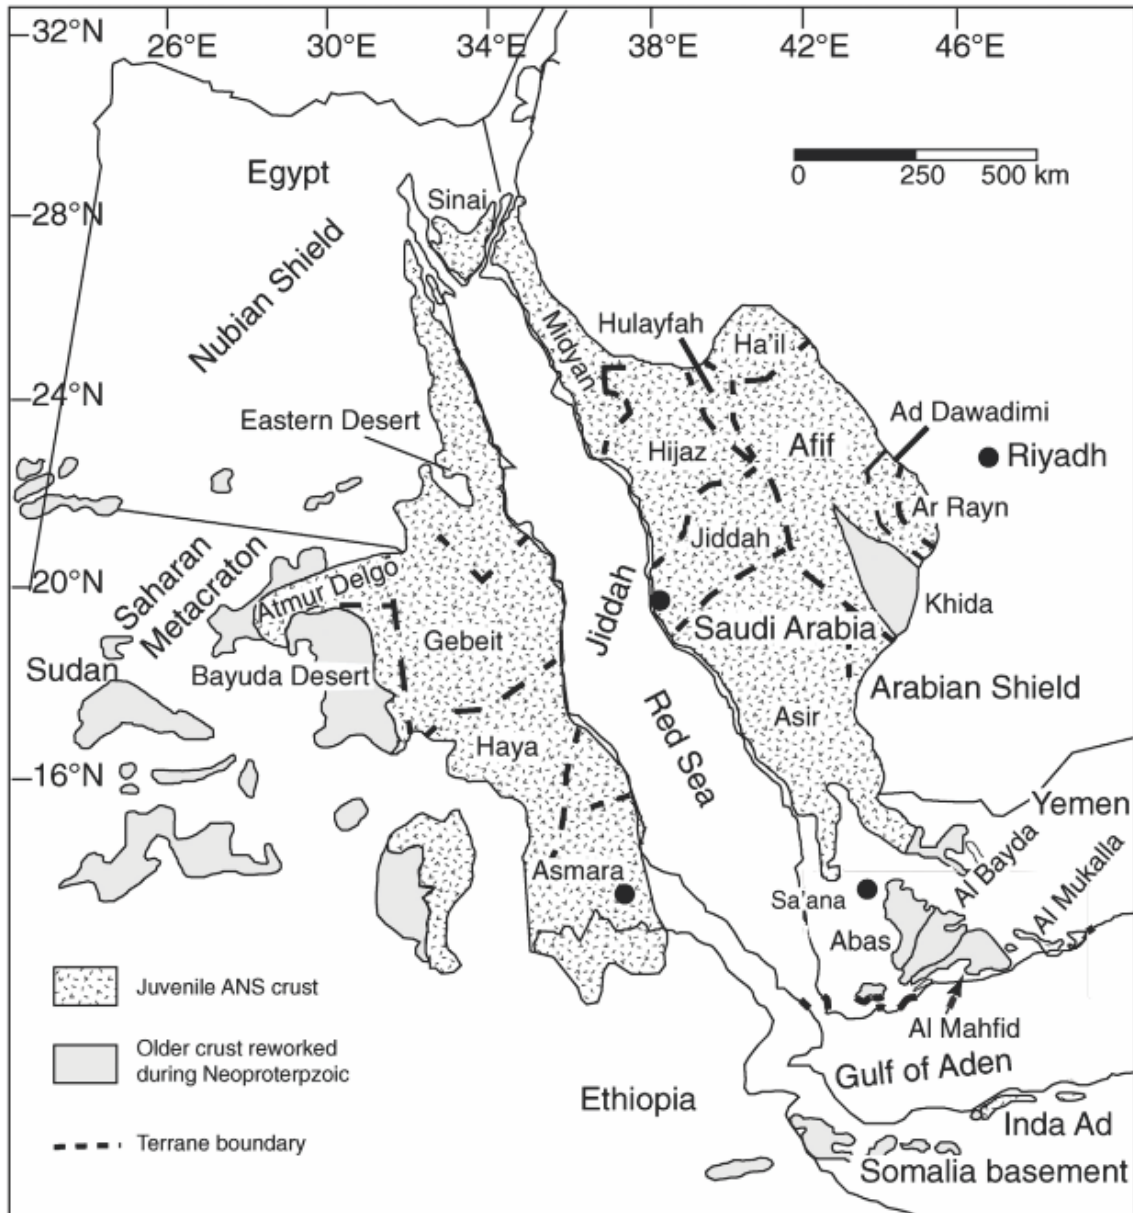 32°N
26°E
30°E
34°E
38°E
42°E
46°E
Egypt
0
250
500 km
28°N
Sinai
Nubian Shield
Hulayfah
Ha'il
Midyan
24°N
Eastern Desert
Ad Dawadimi
Hijaz
Afif
Riyadh
Ar Rayn
Jiddah
Saharan
Metacraton
20°N
Atmur Delgo
Khida
Gebeit
Jiddah
Saudi Arabia
Sudan
Bayuda Desert
Arabian Shield
Asir
Haya
Red Sea
16°N
Yemen
Asmara
Sa'ana
Al Bayda
Al Mukalla
Abas
Juvenile ANS crust
Al Mahfid
Older crust reworked
during Neoproterpzoic
Gulf of Aden
Ethiopia
Inda Ad
Terrane boundary
Somalia basement